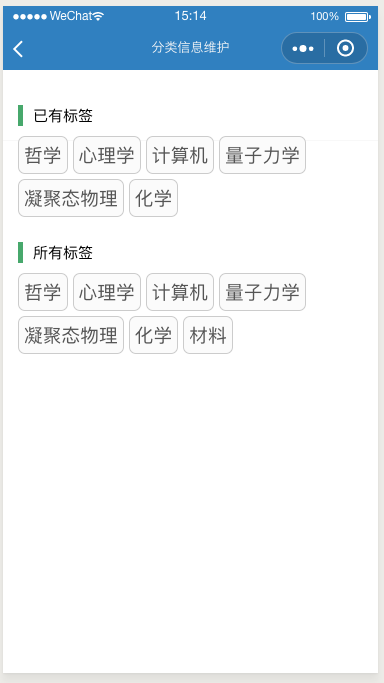 WeChat 15:14 100%
分类信息维护
已有标签
哲学 心理学 计算机 量子力学
凝聚态物理 化学
所有标签
哲学 心理学 计算机 量子力学
凝聚态物理 化学 材料